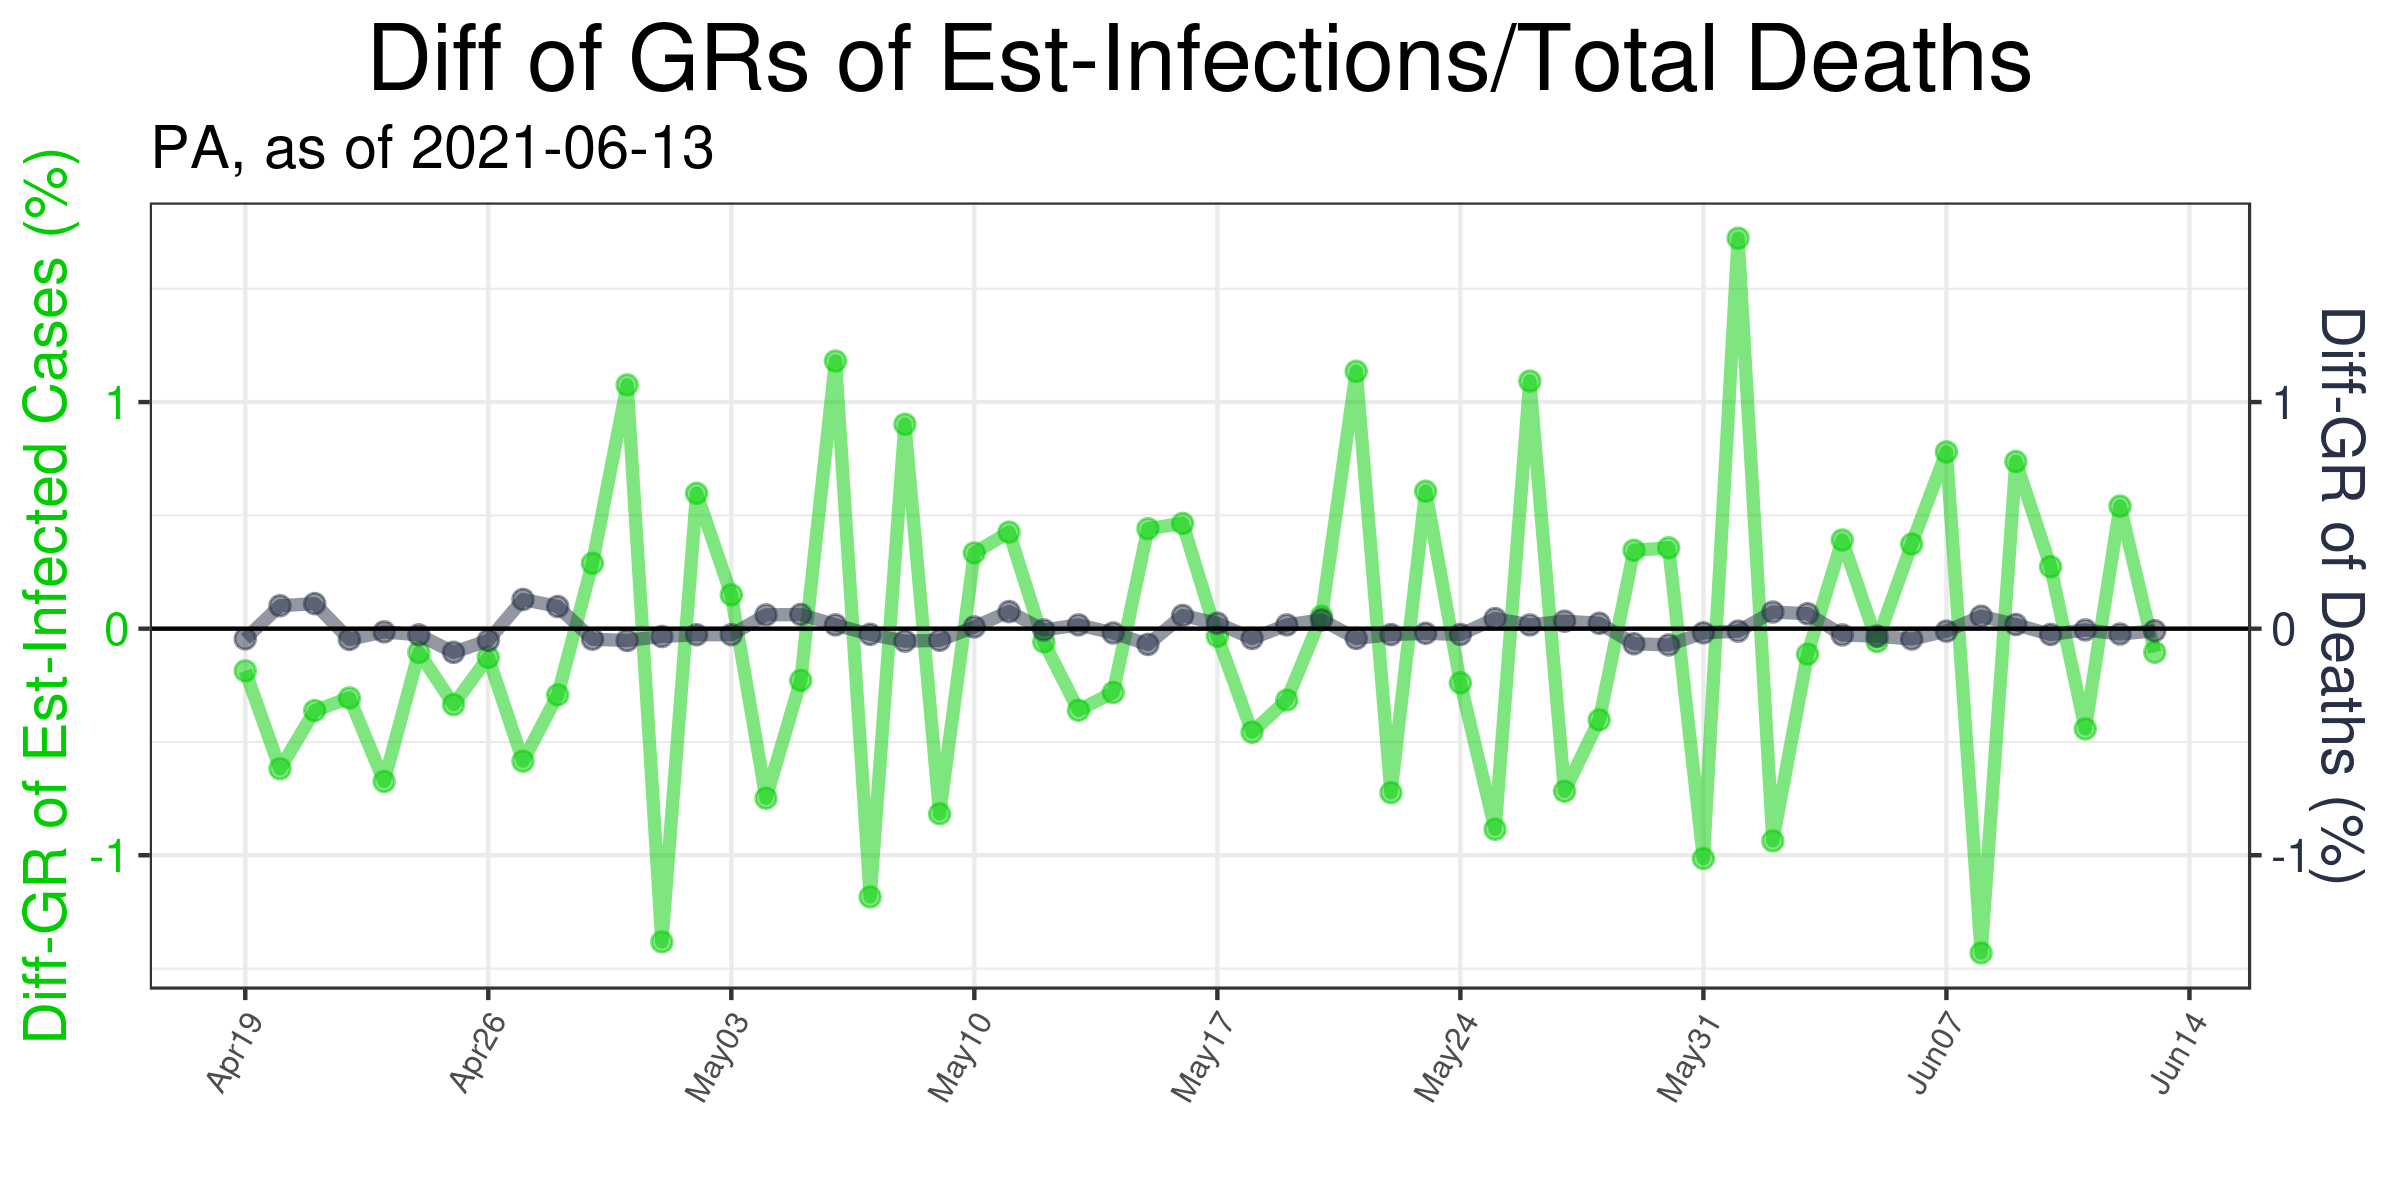 Diff of GRs of Est-Infections/Total Deaths
PA, as of 2021-06-13
Diff-GR of Est-Infected Cases (%)
1
0
-1
1
0
-1
Diff-GR of Deaths (%)
Apr19
Apr26
May03
May10
May17
May24
May31
Jun07
Jun14